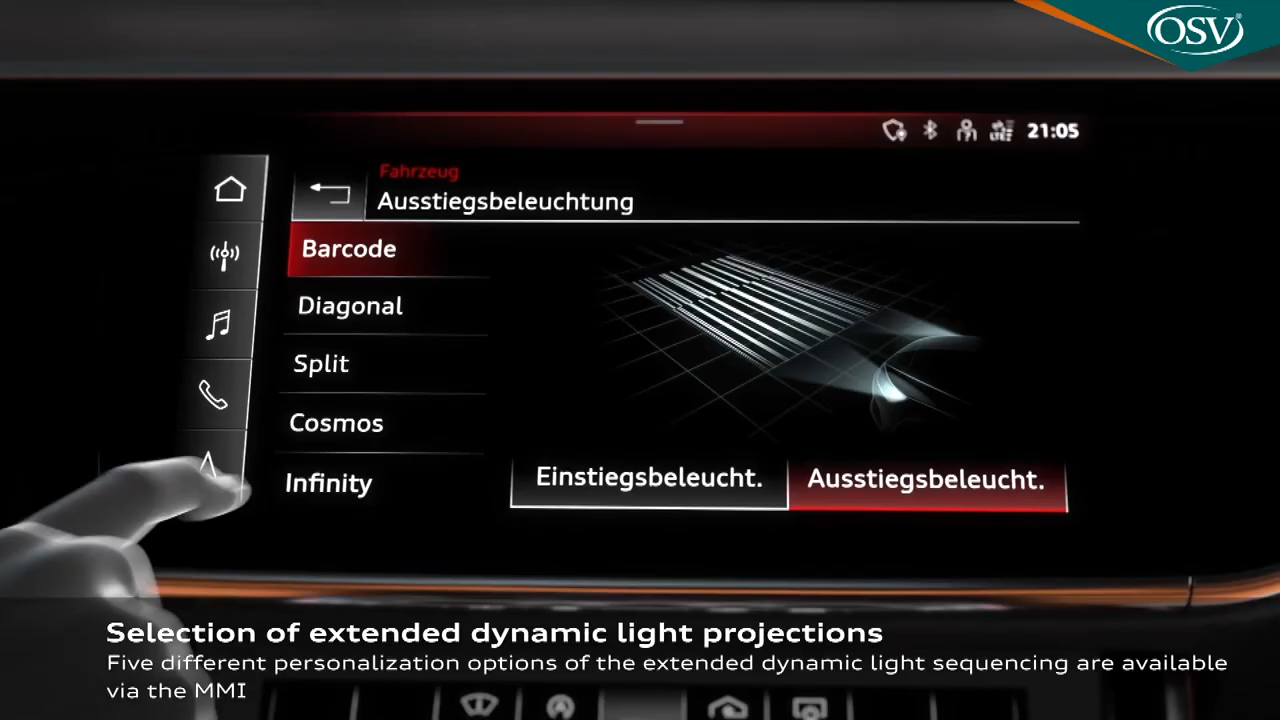 OSV
21:05
Fahrzeug
Ausstiegsbeleuchtung
Barcode
Diagonal
Split
Cosmos
Infinity
Einstiegsbeleucht.
Ausstiegsbeleucht.
Selection of extended dynamic light projections
Five different personalization options of the extended dynamic light sequencing are available
via the MMI